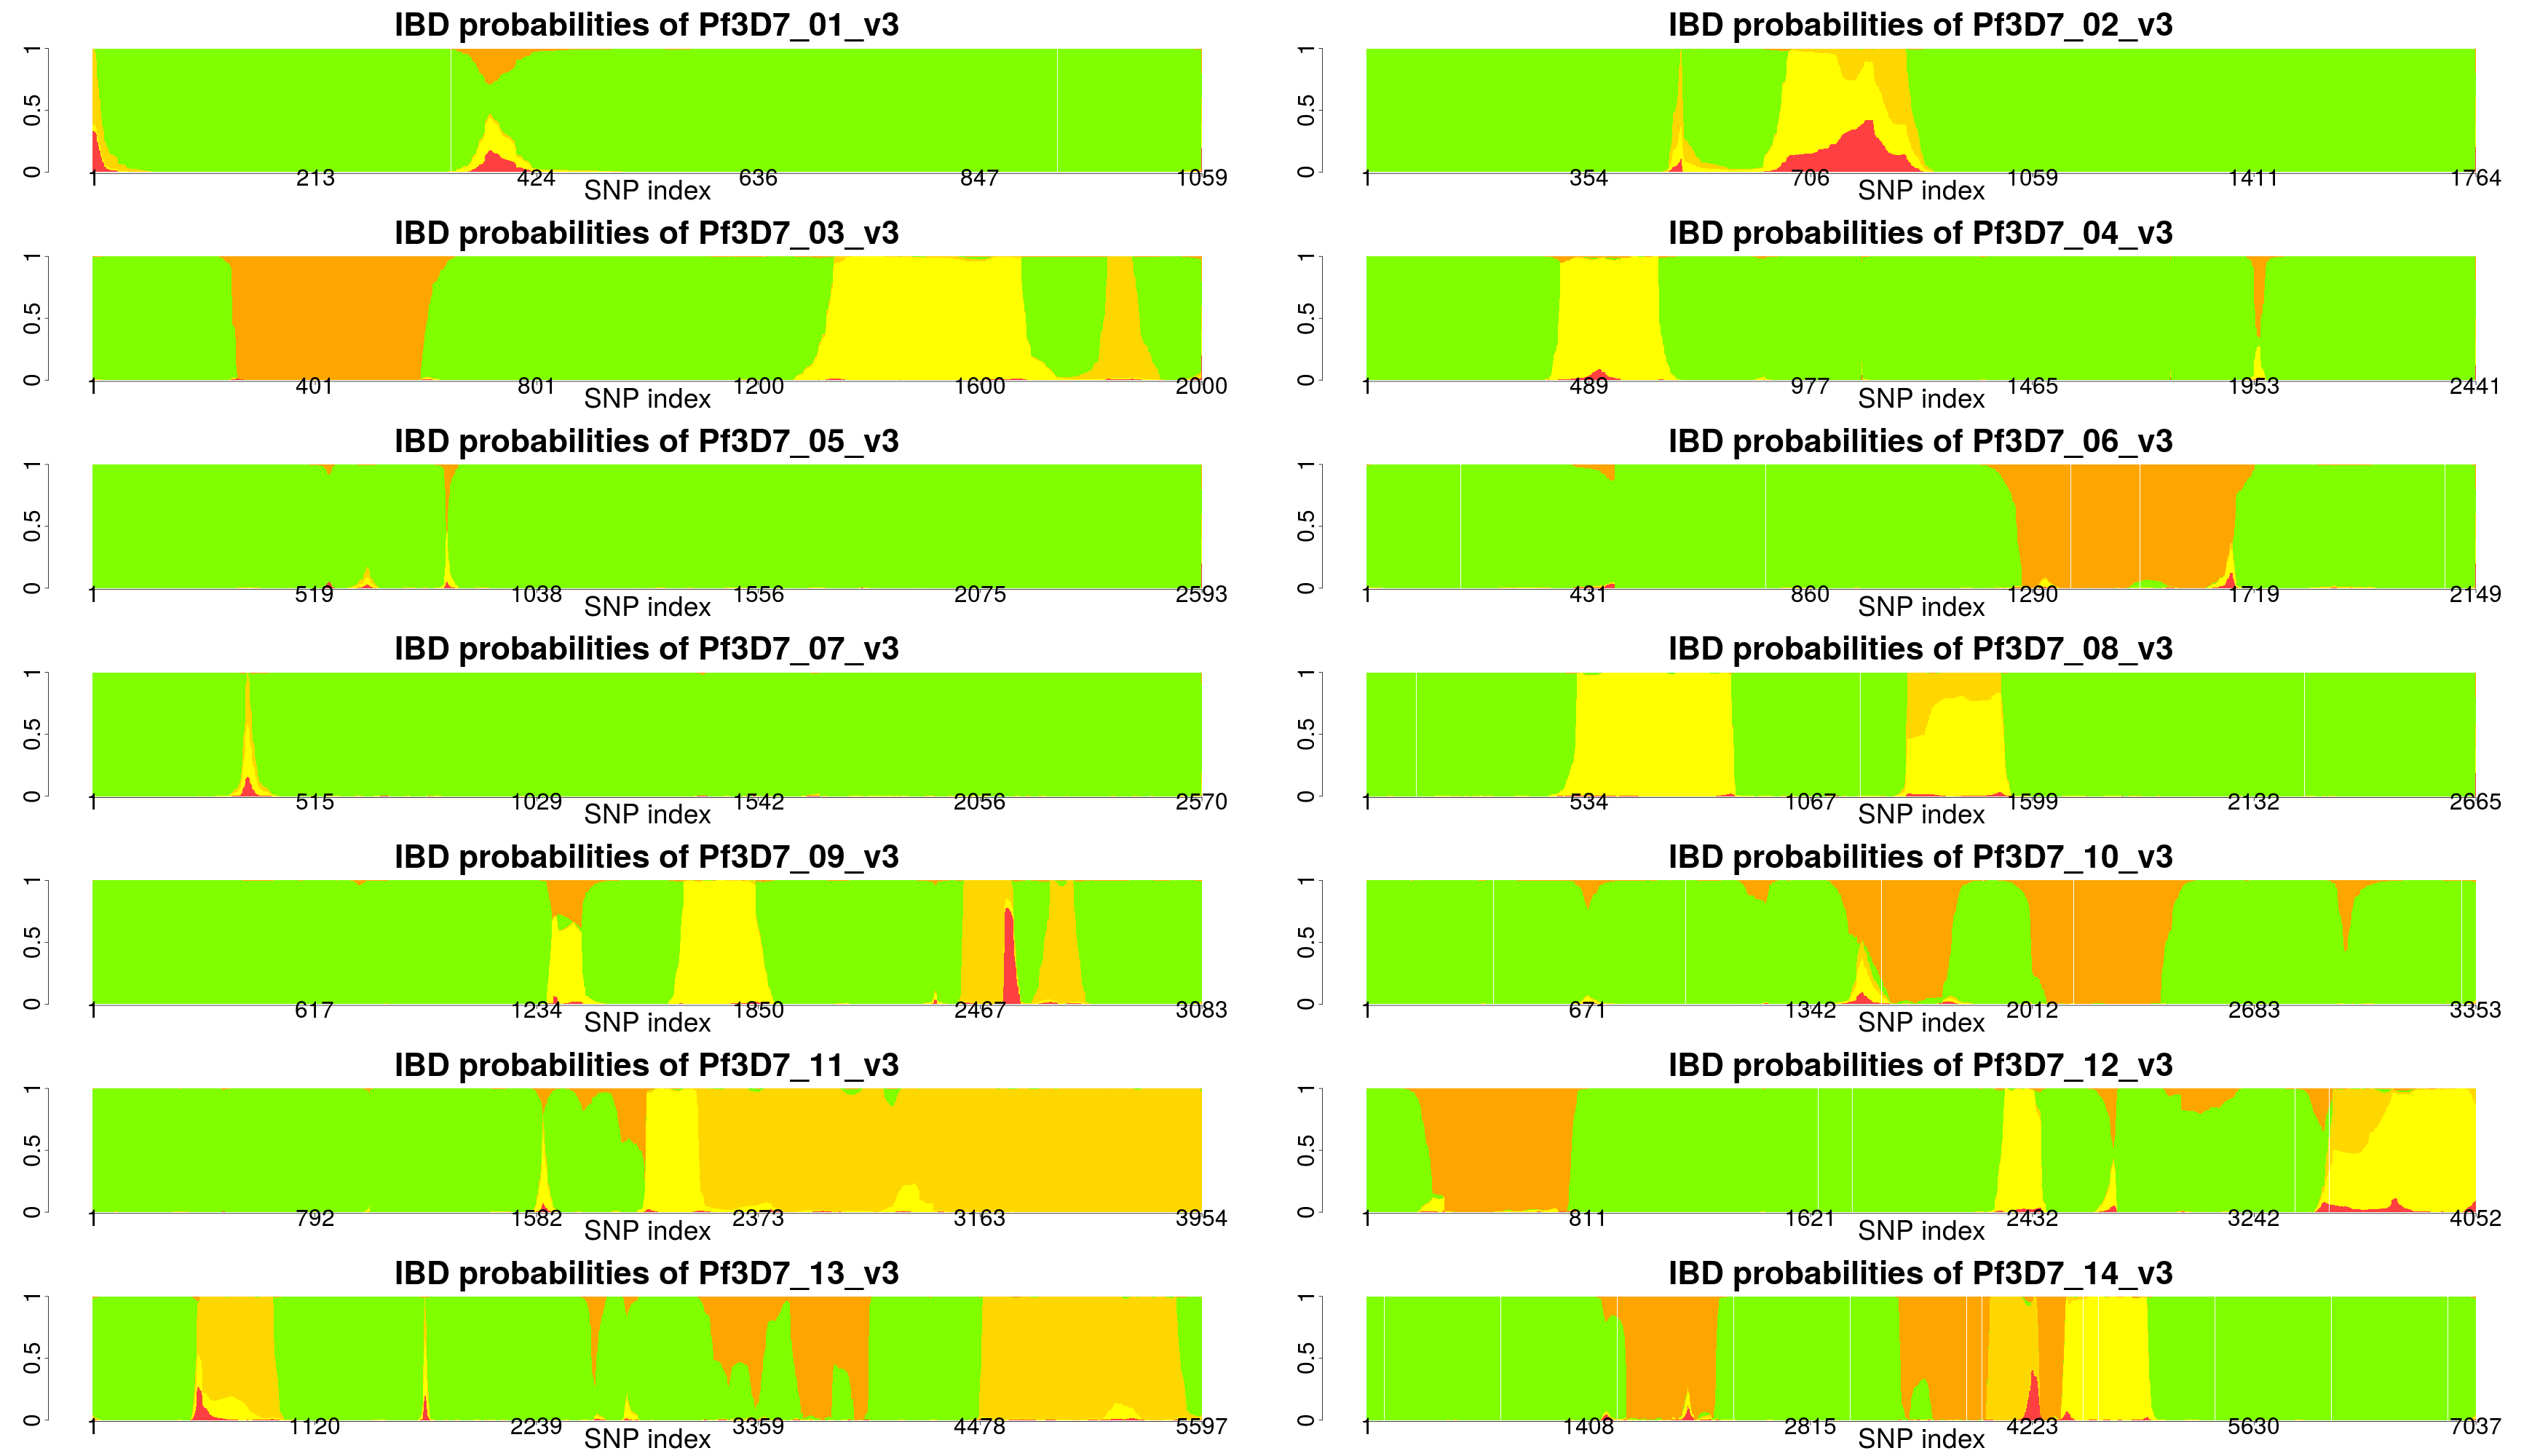 IBD probabilities of Pf3D7_01_v3
0 0.5 1
1 213 424 636 847 1059
SNP index
IBD probabilities of Pf3D7_02_v3
0 0.5 1
1 354 706 1059 1411 1764
SNP index
IBD probabilities of Pf3D7_03_v3
0 0.5 1
1 401 801 1200 1600 2000
SNP index
IBD probabilities of Pf3D7_04_v3
0 0.5 1
1 489 977 1465 1953 2441
SNP index
IBD probabilities of Pf3D7_05_v3
0 0.5 1
1 519 1038 1556 2075 2593
SNP index
IBD probabilities of Pf3D7_06_v3
0 0.5 1
1 431 860 1290 1719 2149
SNP index
IBD probabilities of Pf3D7_07_v3
0 0.5 1
1 515 1029 1542 2056 2570
SNP index
IBD probabilities of Pf3D7_08_v3
0 0.5 1
1 534 1067 1599 2132 2665
SNP index
IBD probabilities of Pf3D7_09_v3
0 0.5 1
1 617 1234 1850 2467 3083
SNP index
IBD probabilities of Pf3D7_10_v3
0 0.5 1
1 671 1342 2012 2683 3353
SNP index
IBD probabilities of Pf3D7_11_v3
0 0.5 1
1 792 1582 2373 3163 3954
SNP index
IBD probabilities of Pf3D7_12_v3
0 0.5 1
1 811 1621 2432 3242 4052
SNP index
IBD probabilities of Pf3D7_13_v3
0 0.5 1
1 1120 2239 3359 4478 5597
SNP index
IBD probabilities of Pf3D7_14_v3
0 0.5 1
1 1408 2815 4223 5630 7037
SNP index